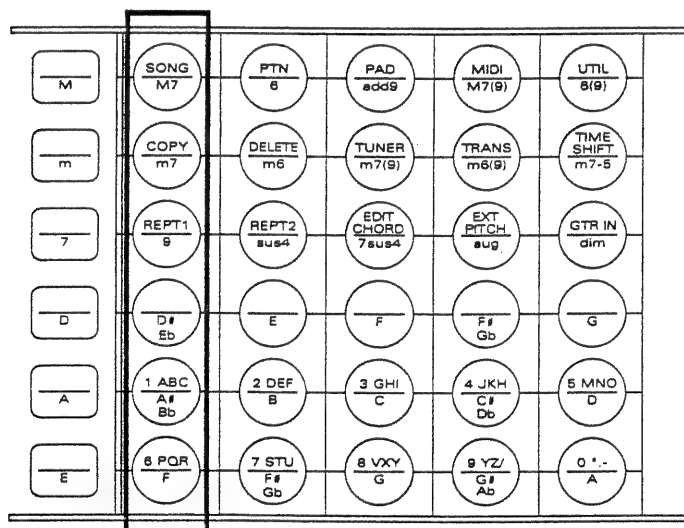 M
SONG
M7
PTN
6
PAD
add9
MIDI
M7(9)
UTIL
6(9)
m
COPY
m7
DELETE
m6
TUNER
m7(9)
TRANS
m6(9)
TIME
SHIFT
m7-5
7
REPT1
9
REPT2
sus4
EDIT
CHORD
7sus4
EXT
PITCH
aug
GTR IN
dim
D
D#
Eb
E
F
F#
Gb
G
A
1 ABC
A#
Bb
2 DEF
B
3 GHI
C
4 JKH
C#
Db
5 MNO
D
E
6 PQR
F
7 STU
F#
Gb
8 VXY
G
9 YZ/
G#
Ab
0 *.-
A